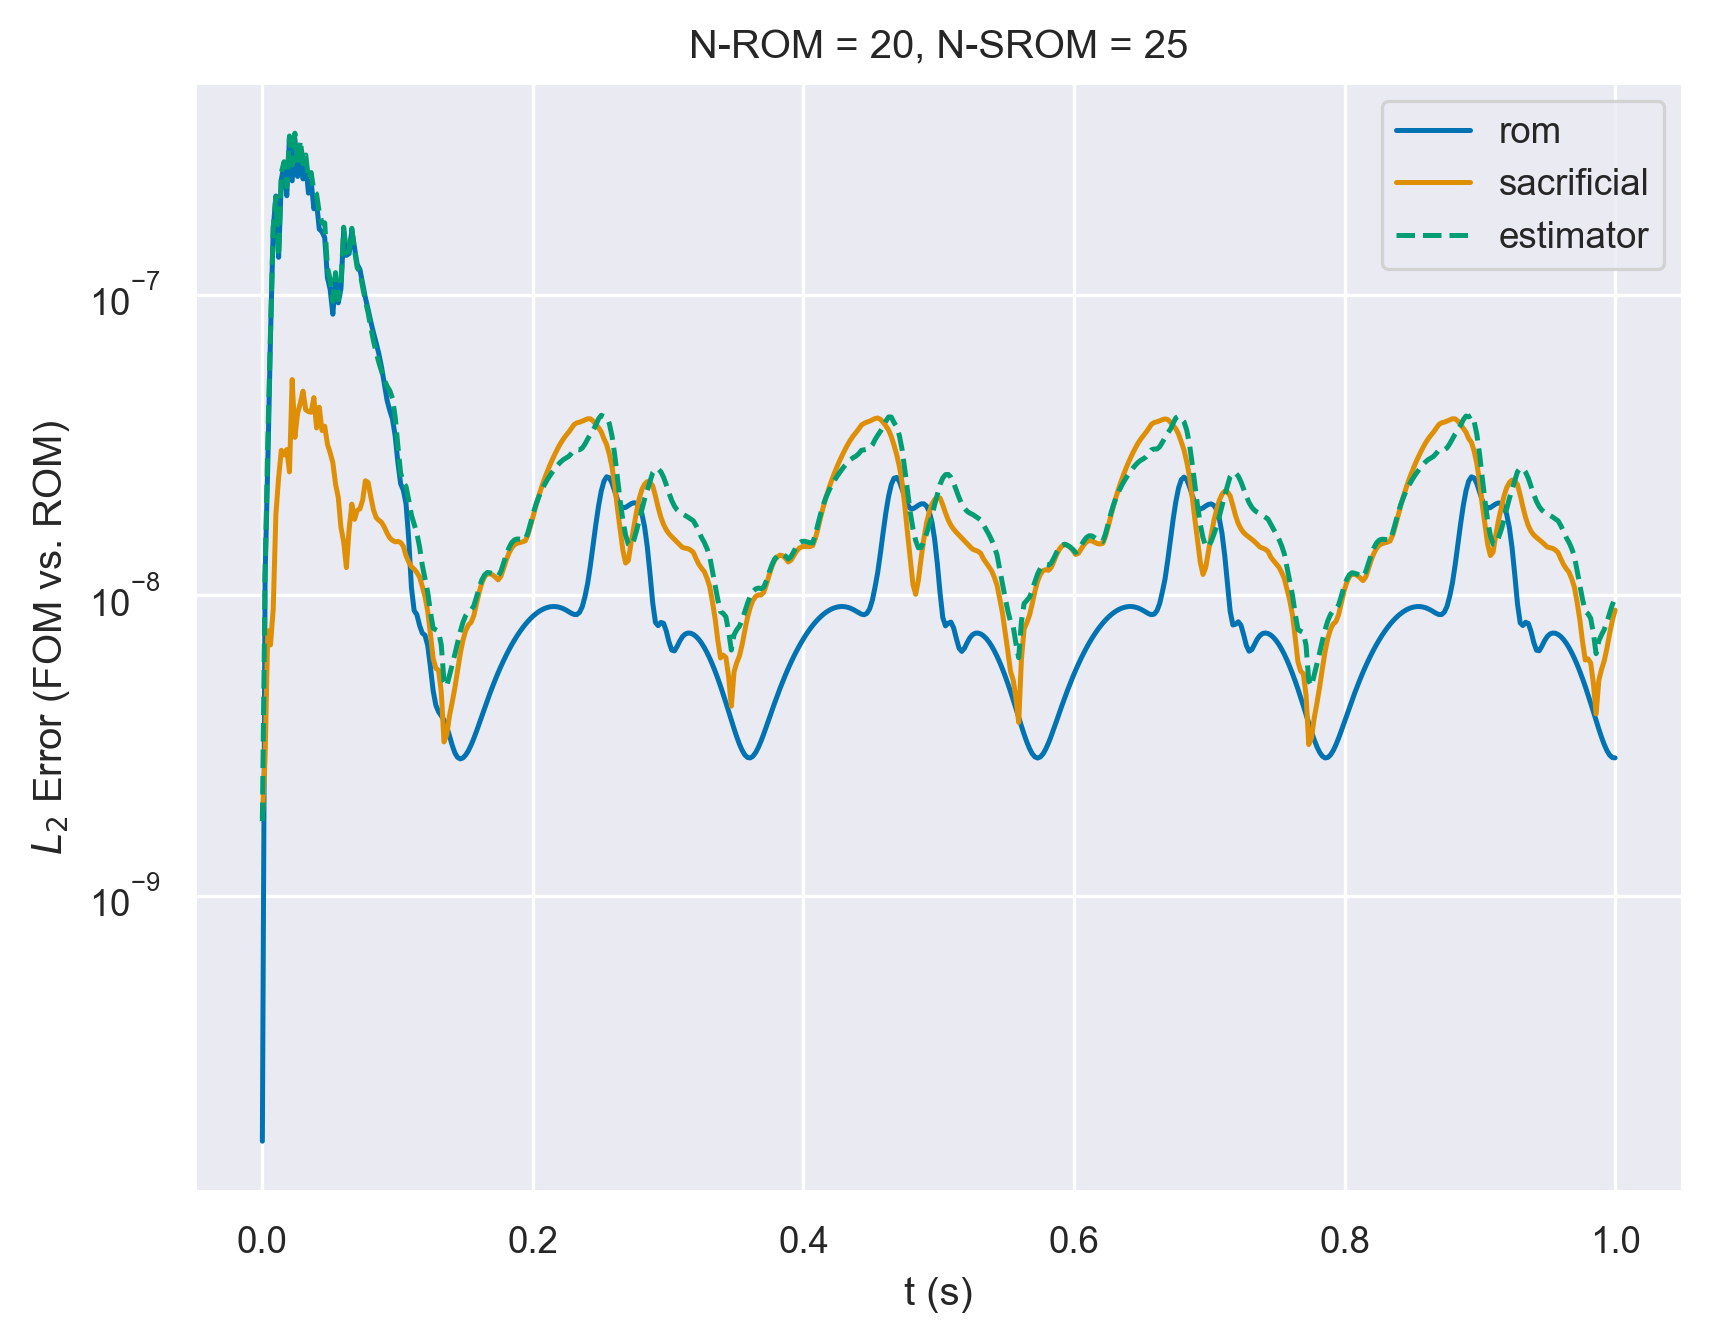 N-ROM = 20, N-SROM = 25
rom
sacrificial
estimator
L₂ Error (FOM vs. ROM)
10⁻⁷
10⁻⁸
10⁻⁹
0.0 0.2 0.4 0.6 0.8 1.0
t (s)